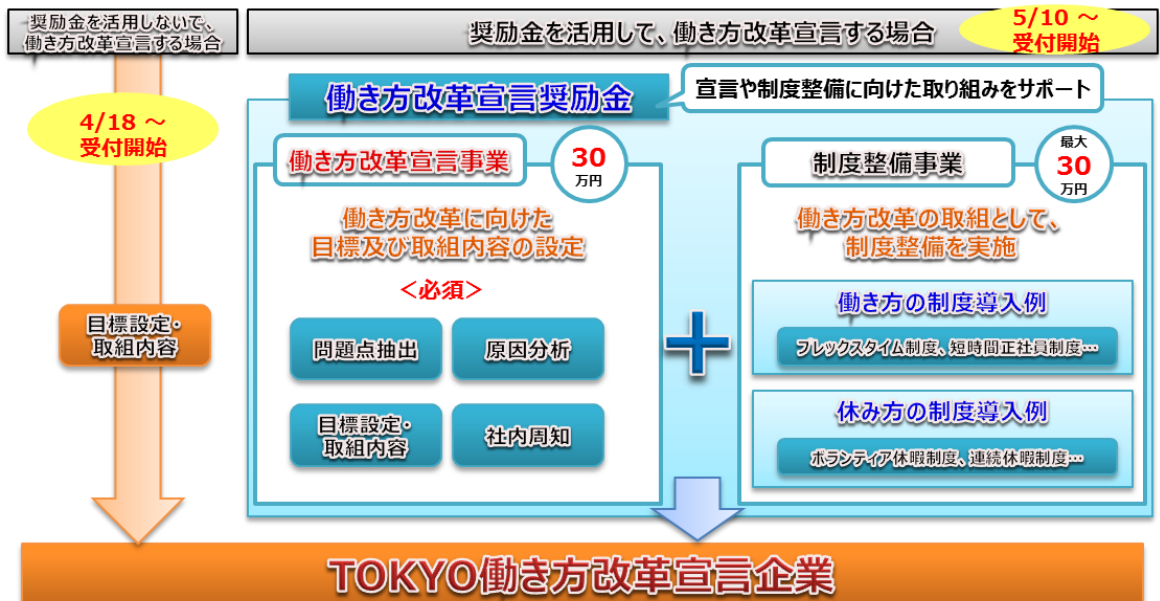 奨励金を活用しないで、
働き方改革宣言する場合
4/18 ～
受付開始
目標設定・
取組内容
奨励金を活用して、働き方改革宣言する場合
5/10 ～
受付開始
働き方改革宣言奨励金
宣言や制度整備に向けた取り組みをサポート
働き方改革宣言事業
30
万円
働き方改革に向けた
目標及び取組内容の設定
＜必須＞
問題点抽出
原因分析
目標設定・
取組内容
社内周知
＋
制度整備事業
最大
30
万円
働き方改革の取組として、
制度整備を実施
働き方の制度導入例
フレックスタイム制度、短時間正社員制度…
休み方の制度導入例
ボランティア休暇制度、連続休暇制度…
TOKYO働き方改革宣言企業